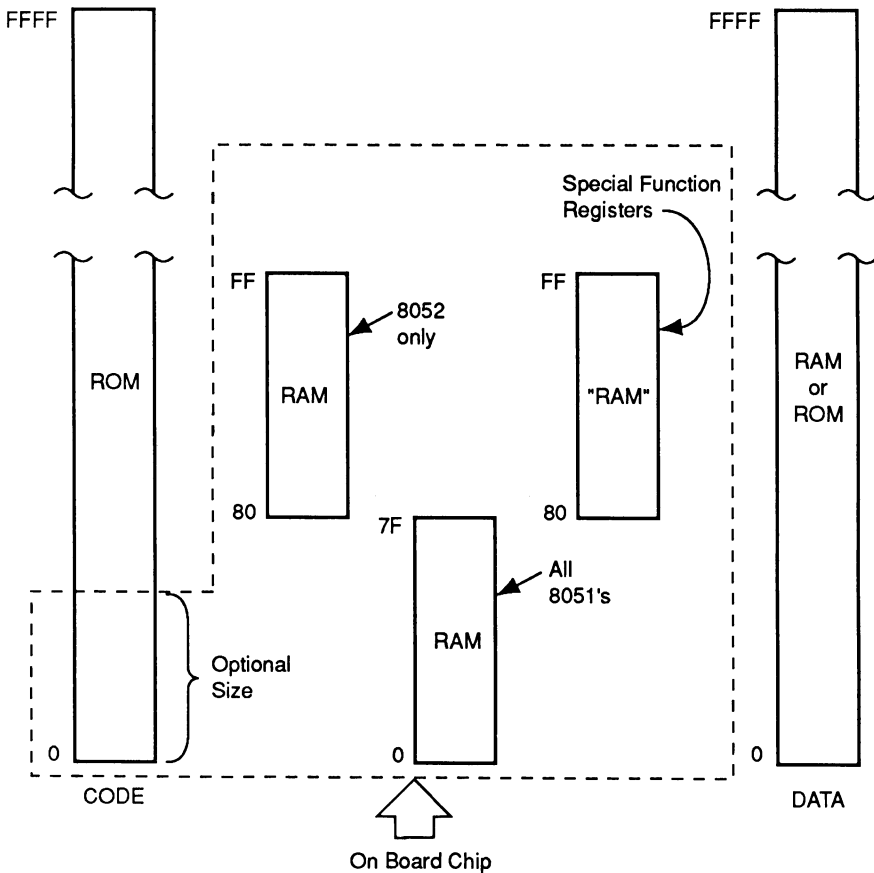 FFFF
FFFF
Special Function
Registers
FF
8052
only
FF
ROM
RAM
"RAM"
RAM
or
ROM
80
7F
80
All
8051's
RAM
Optional
Size
0
0
0
CODE
DATA
On Board Chip